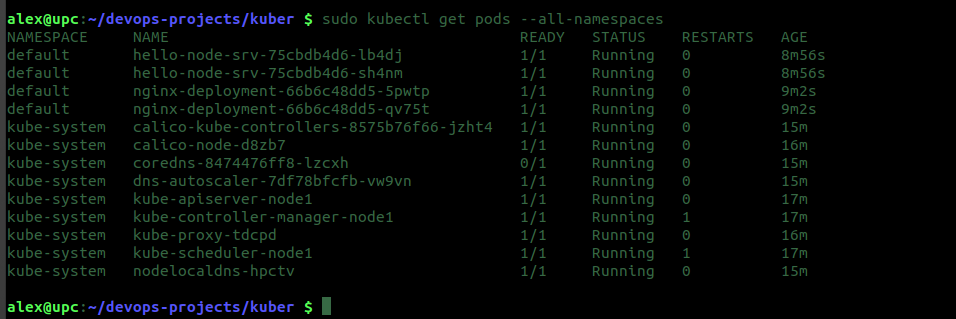 alex@upc:~/devops-projects/kuber $ sudo kubectl get pods --all-namespaces
NAMESPACE     NAME                                       READY   STATUS    RESTARTS   AGE
default       hello-node-srv-75cbdb4d6-lb4dj             1/1     Running   0          8m56s
default       hello-node-srv-75cbdb4d6-sh4nm             1/1     Running   0          8m56s
default       nginx-deployment-66b6c48dd5-5pwtp          1/1     Running   0          9m2s
default       nginx-deployment-66b6c48dd5-qv75t          1/1     Running   0          9m2s
kube-system   calico-kube-controllers-8575b76f66-jzht4   1/1     Running   0          15m
kube-system   calico-node-d8zb7                          1/1     Running   0          16m
kube-system   coredns-8474476ff8-lzcxh                   0/1     Running   0          15m
kube-system   dns-autoscaler-7df78bfcfb-vw9vn            1/1     Running   0          15m
kube-system   kube-apiserver-node1                       1/1     Running   0          17m
kube-system   kube-controller-manager-node1              1/1     Running   1          17m
kube-system   kube-proxy-tdcpd                           1/1     Running   0          16m
kube-system   kube-scheduler-node1                       1/1     Running   1          17m
kube-system   nodelocaldns-hpctv                         1/1     Running   0          15m
alex@upc:~/devops-projects/kuber $